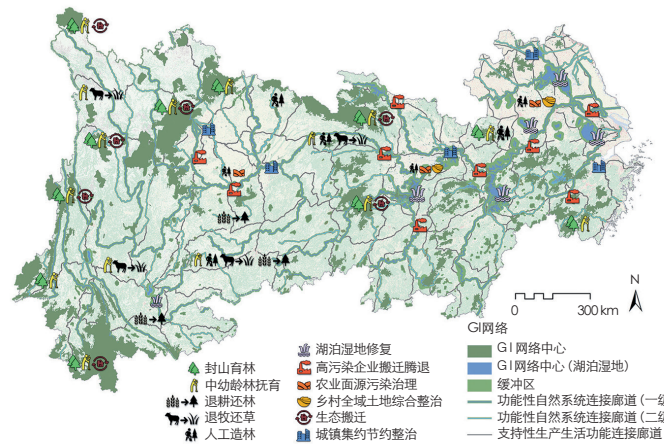 N
0 300 km
GI网络
封山育林
中幼龄林抚育
退耕还林
退牧还草
人工造林
湖泊湿地修复
高污染企业搬迁腾退
农业面源污染治理
乡村全域土地综合整治
生态搬迁
城镇集约节约整治
GI网络中心
GI网络中心(湖泊湿地)
缓冲区
功能性自然系统连接廊道(一级
功能性自然系统连接廊道(二级
支持性生产生活功能连接廊道